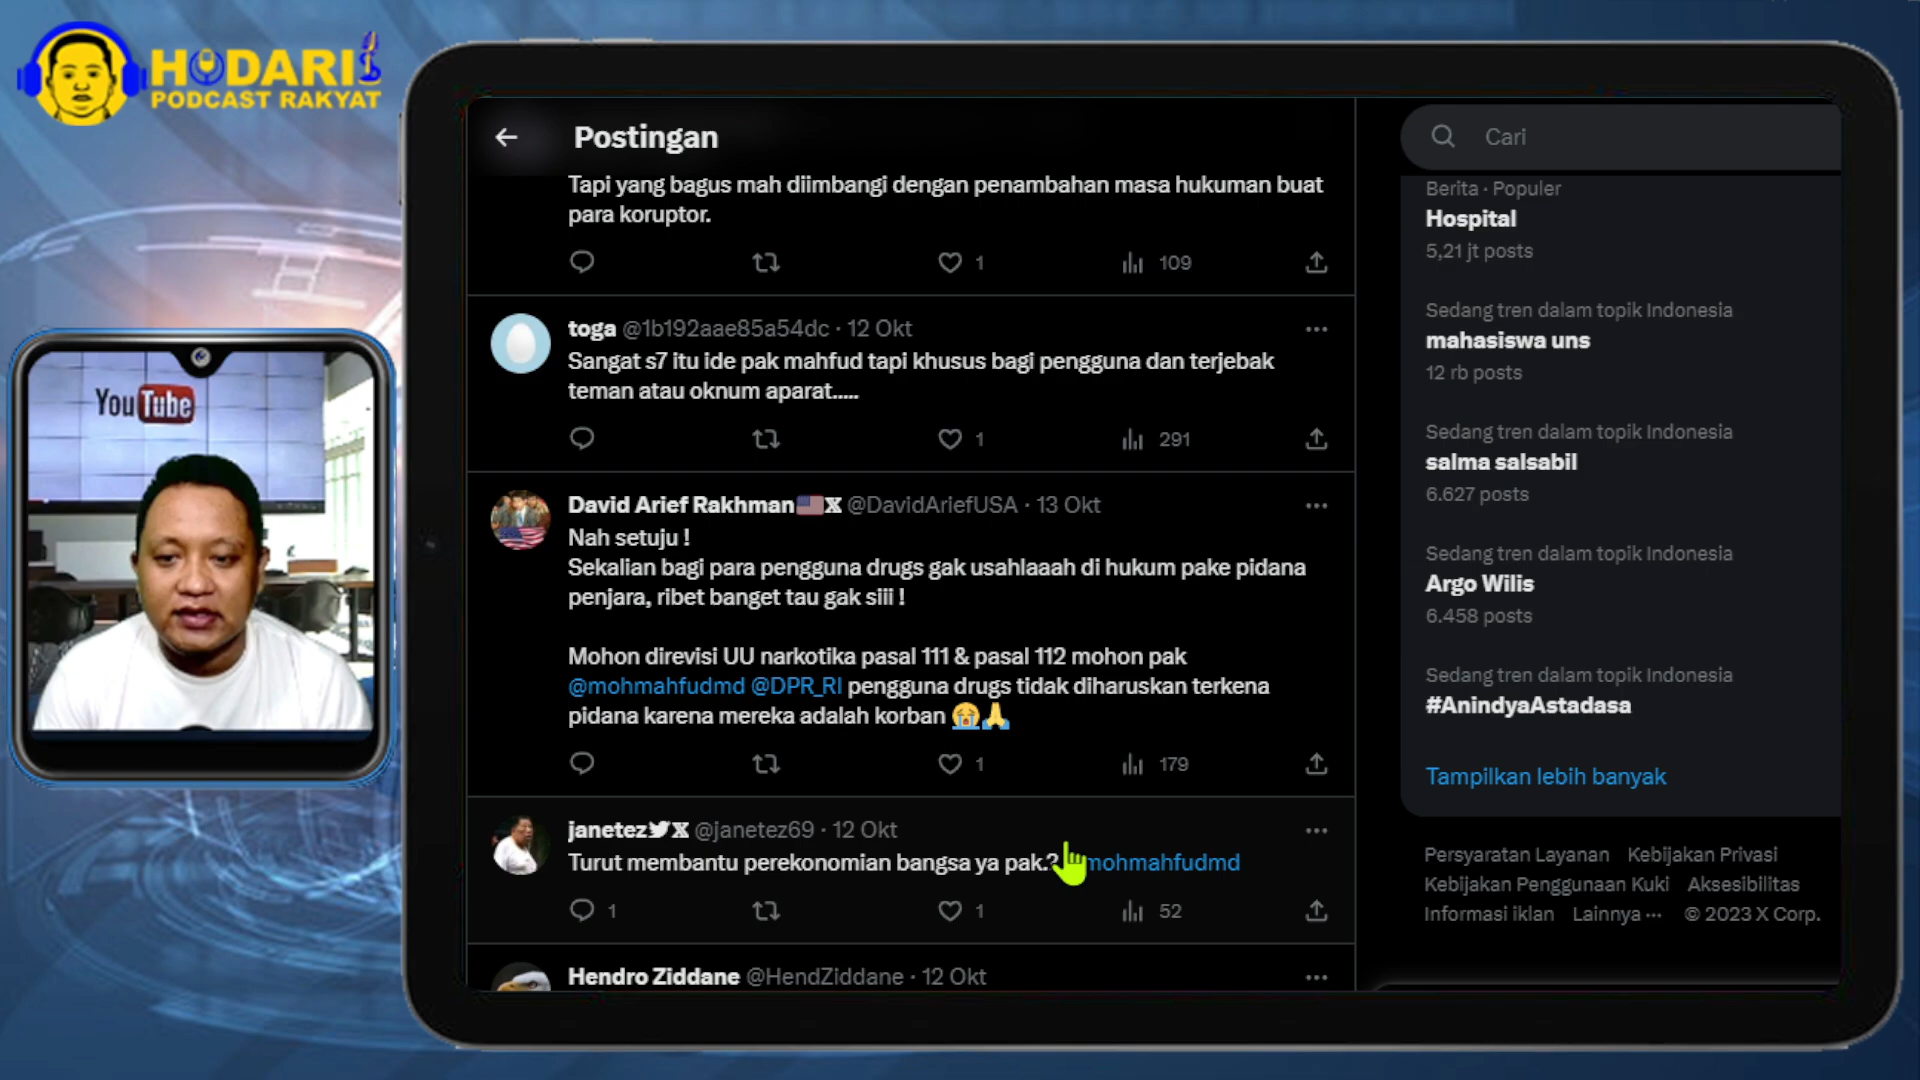 HODARI
PODCAST RAKYAT
YouTube
Postingan
Tapi yang bagus mah diimbangi dengan penambahan masa hukuman buat
para koruptor.
1
109
toga @1b192aae85a54dc · 12 Okt
Sangat s7 itu ide pak mahfud tapi khusus bagi pengguna dan terjebak
teman atau oknum aparat.....
1
291
David Arief Rakhman🇺🇸𝕏 @DavidAriefUSA · 13 Okt
Nah setuju !
Sekalian bagi para pengguna drugs gak usahlaaah di hukum pake pidana
penjara, ribet banget tau gak siii !
Mohon direvisi UU narkotika pasal 111 & pasal 112 mohon pak
@mohmahfudmd @DPR_RI pengguna drugs tidak diharuskan terkena
pidana karena mereka adalah korban 😭🙏
1
179
janetez𝕏 @janetez69 · 12 Okt
Turut membantu perekonomian bangsa ya pak.? mohmahfudmd
1
1
52
Hendro Ziddane @HendZiddane · 12 Okt
Cari
Berita · Populer
Hospital
5,21 jt posts
Sedang tren dalam topik Indonesia
mahasiswa uns
12 rb posts
Sedang tren dalam topik Indonesia
salma salsabil
6.627 posts
Sedang tren dalam topik Indonesia
Argo Wilis
6.458 posts
Sedang tren dalam topik Indonesia
#AnindyaAstadasa
Tampilkan lebih banyak
Persyaratan Layanan Kebijakan Privasi
Kebijakan Penggunaan Kuki Aksesibilitas
Informasi iklan Lainnya ··· © 2023 X Corp.